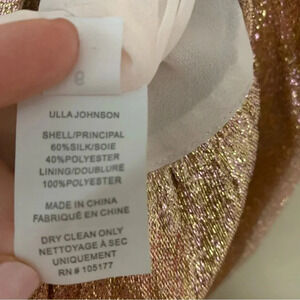 8
ULLA JOHNSON
SHELL/PRINCIPAL
60%SILK/SOIE
40%POLYESTER
LINING/DOUBLURE
100%POLYESTER
MADE IN CHINA
FABRIQUÉ EN CHINE
DRY CLEAN ONLY
NETTOYAGE À SEC
UNIQUEMENT
RN # 105177